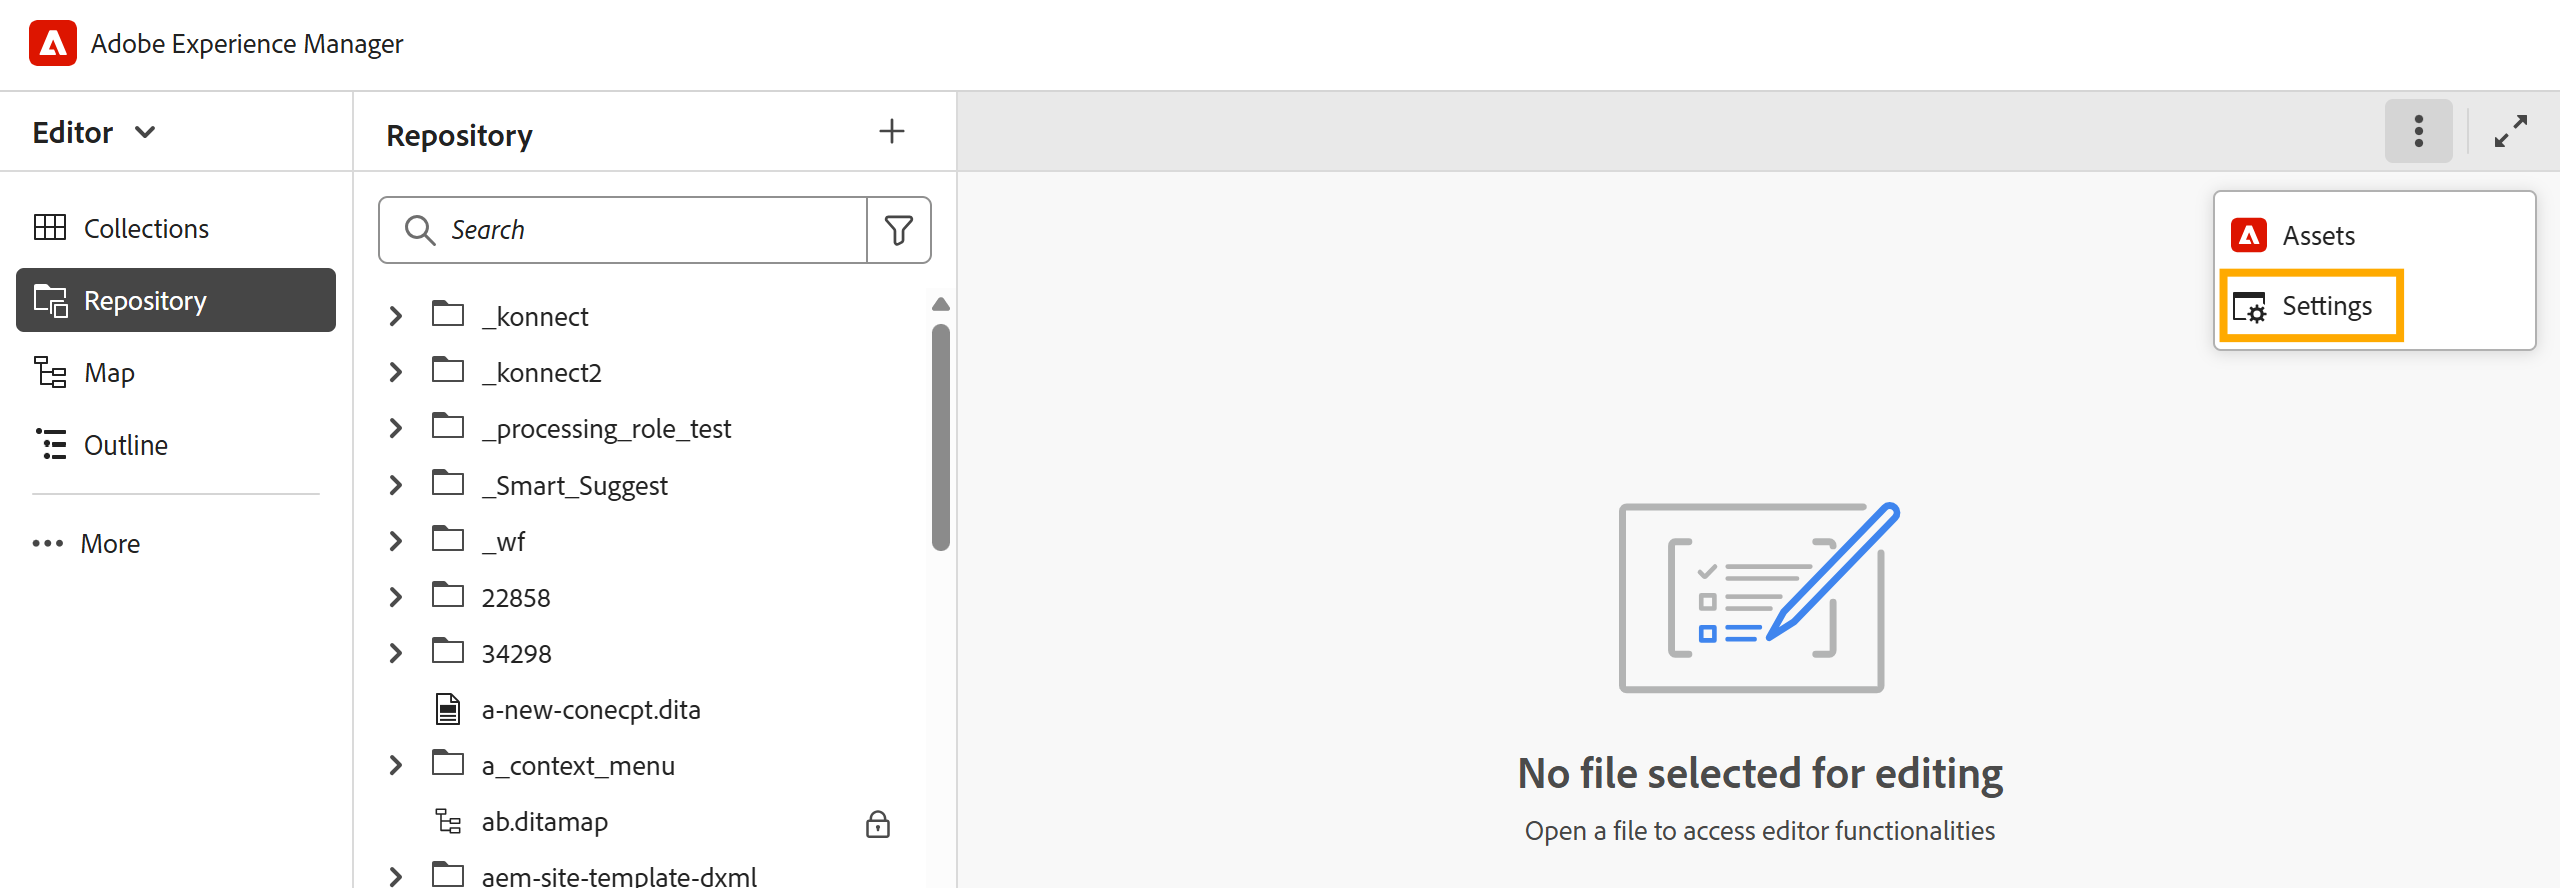 Adobe Experience Manager
Editor
Collections
Repository
Map
Outline
More
Repository
Search
_konnect
_konnect2
_processing_role_test
_Smart_Suggest
_wf
22858
34298
a-new-conecpt.dita
a_context_menu
ab.ditamap
aem-site-template-dxml
Assets
Settings
No file selected for editing
Open a file to access editor functionalities